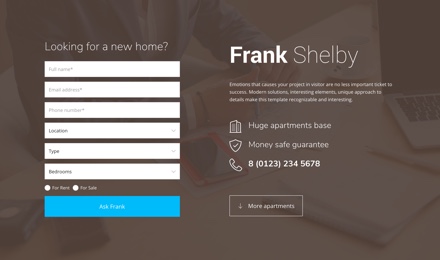 Looking for a new home?
Full name*
Email address*
Phone number*
Location
Type
Bedrooms
For Rent For Sale
Ask Frank
Frank Shelby
Emotions that causes your project in visitor are no less important ticket to
success. Modern solutions, interesting elements, unique approach to
details make this template recognisable and interesting.
Huge apartments base
Money safe guarantee
8 (0123) 234 5678
More apartments